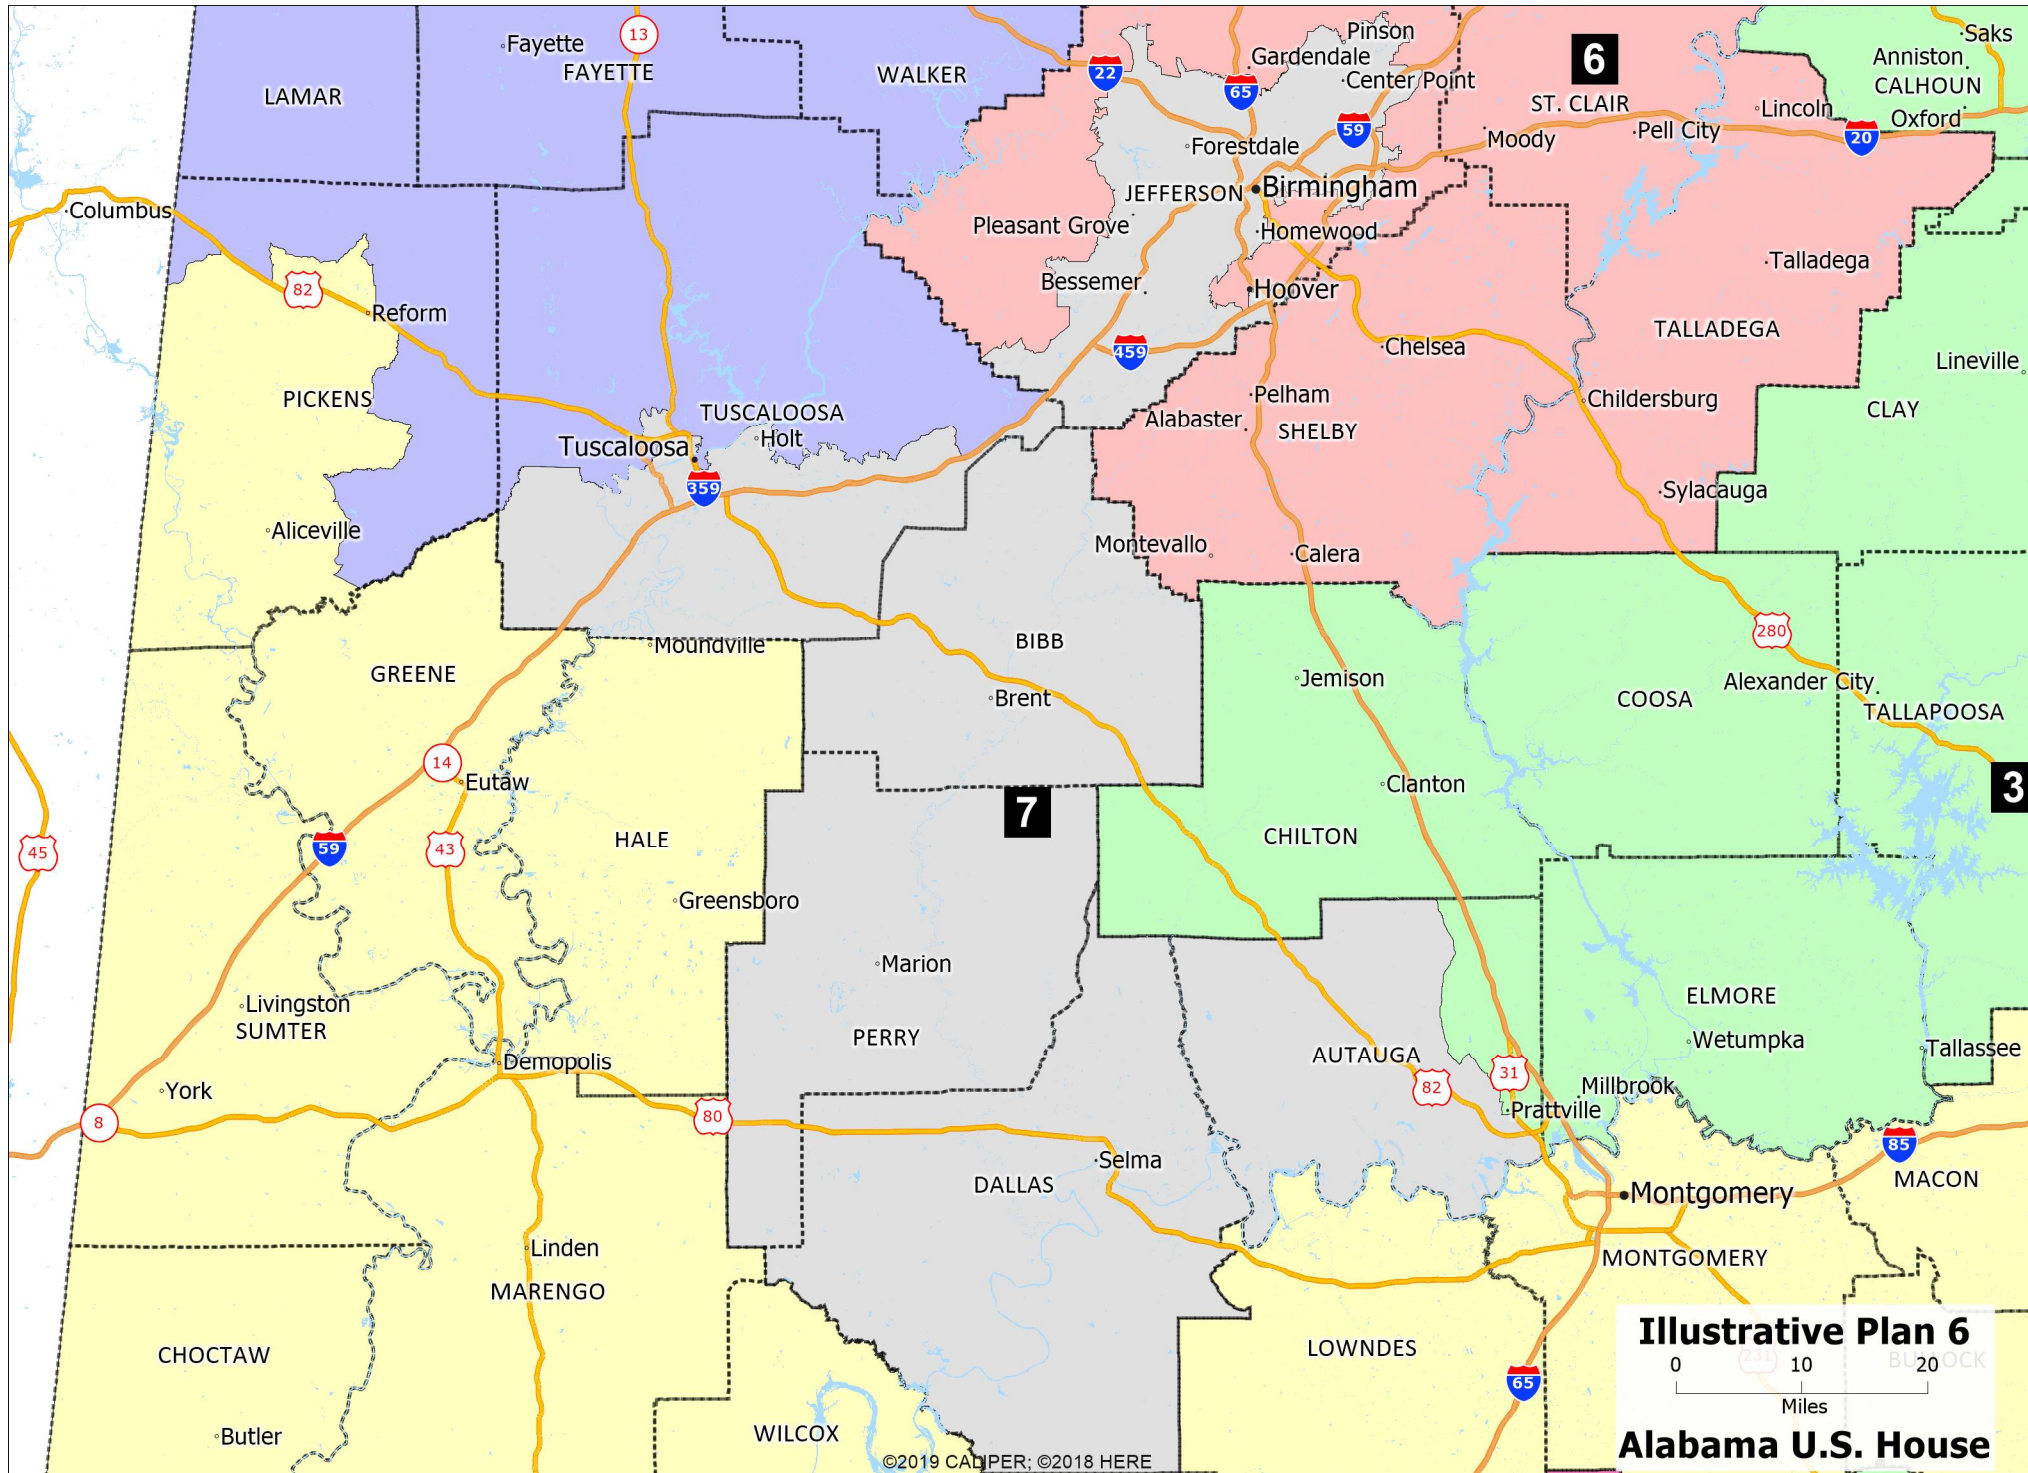 13
Fayette
FAYETTE
LAMAR
WALKER
22
65
Pinson
Gardendale
Center Point
59
6
ST. CLAIR
Moody
Pell City
Lincoln
20
Saks
Anniston
CALHOUN
Oxford
Forestdale
JEFFERSON
Birmingham
Columbus
Pleasant Grove
Homewood
Bessemer
Hoover
Talladega
82
Reform
TALLADEGA
459
Chelsea
Lineville
PICKENS
TUSCALOOSA
Holt
Tuscaloosa
Pelham
Alabaster
SHELBY
Childersburg
CLAY
359
Sylacauga
Aliceville
Montevallo
Calera
Moundville
BIBB
280
GREENE
Brent
Jemison
COOSA
Alexander City
TALLAPOOSA
14
Eutaw
Clanton
3
7
45
59
43
HALE
CHILTON
Greensboro
Marion
Livingston
SUMTER
ELMORE
PERRY
Wetumpka
Tallassee
Demopolis
AUTAUGA
82
31
Millbrook
Prattville
York
8
80
85
Selma
DALLAS
MACON
Montgomery
Linden
MONTGOMERY
MARENGO
CHOCTAW
LOWNDES
65
Illustrative Plan 6
231
BULLOCK
0 10 20
Miles
Butler
WILCOX
Alabama U.S. House
©2019 CALIPER; ©2018 HERE